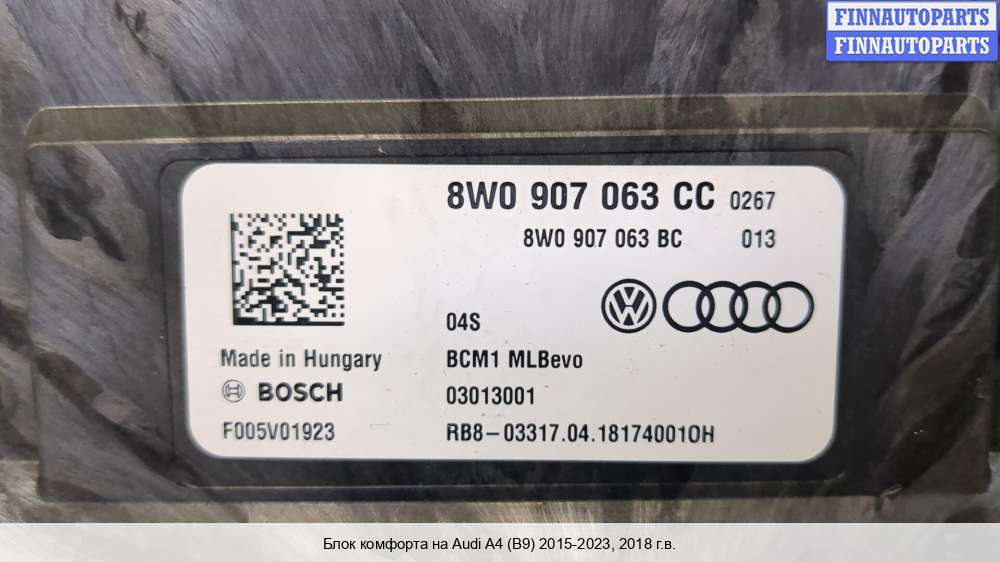 FINNAUTOPARTS
FINNAUTOPARTS
8W0 907 063 CC 0267
8W0 907 063 BC 013
04S
Made in Hungary BCM1 MLBevo
BOSCH 03013001
F005V01923 RB8-03317.04.181740010H
Блок комфорта на Audi A4 (B9) 2015-2023, 2018 г.в.